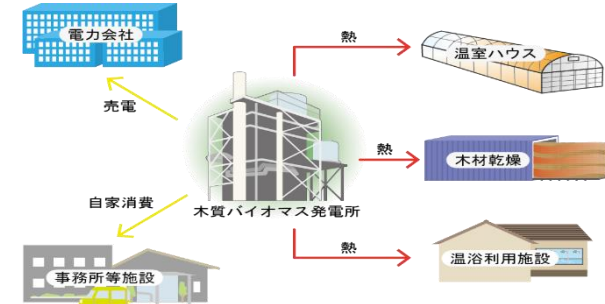 電力会社
熱
温室ハウス
売電
熱
木材乾燥
自家消費
木質バイオマス発電所
熱
温浴利用施設
事務所等施設